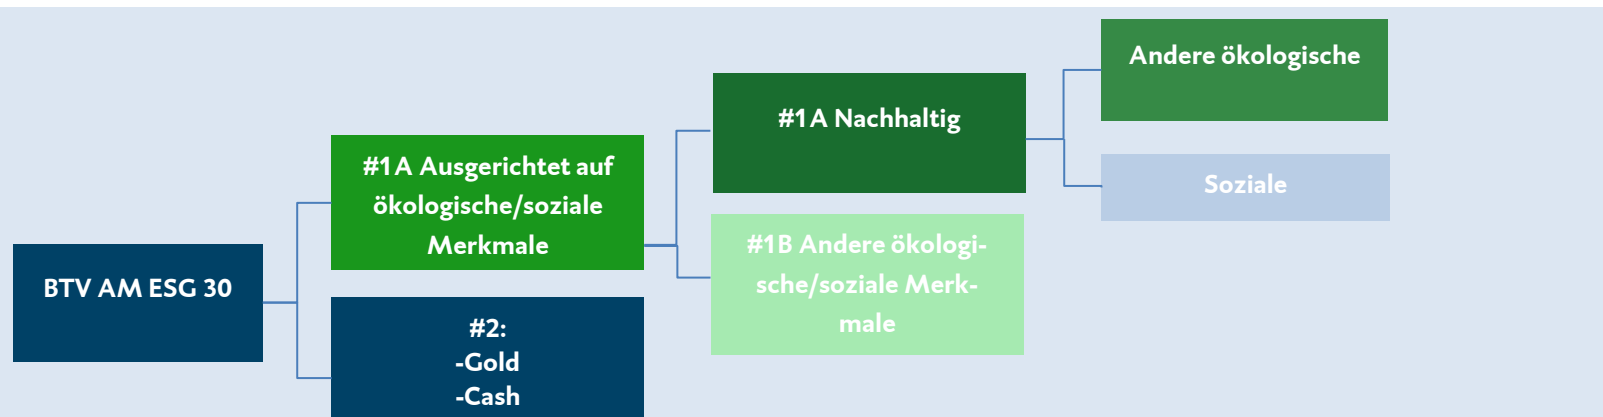 BTV AM ESG 30
#1A Ausgerichtet auf
ökologische/soziale
Merkmale
#2:
-Gold
-Cash
#1A Nachhaltig
#1B Andere ökologi-
sche/soziale Merk-
male
Andere ökologische
Soziale